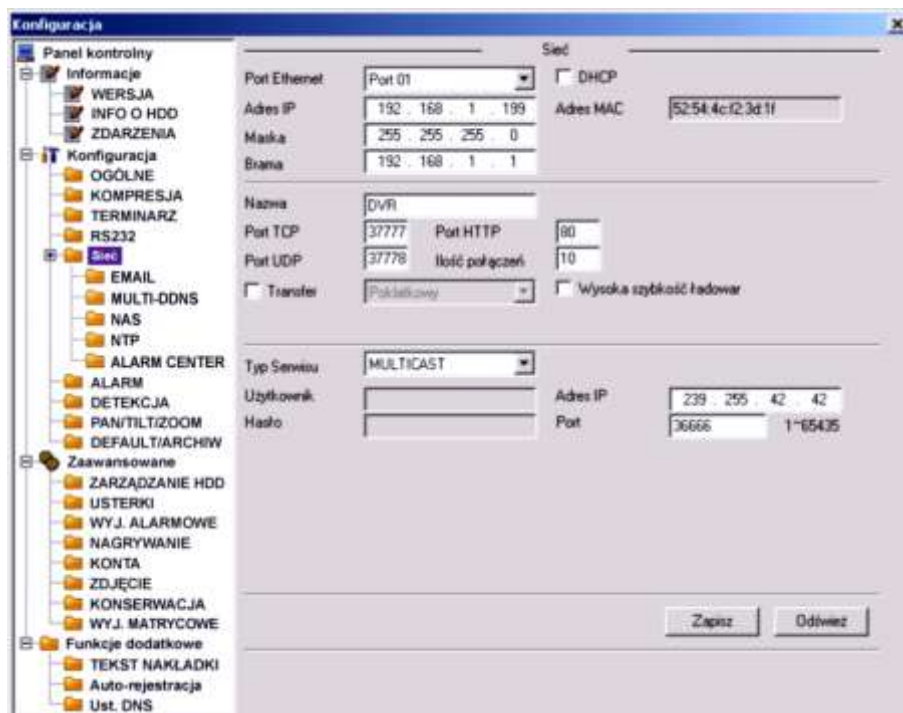 Konfiguracja
Panel kontrolny
Informacje
WERSJA
INFO O HDD
ZDARZENIA
Konfiguracja
OGÓLNE
KOMPRESJA
TERMINARZ
RS232
Sieć
EMAIL
MULTI-DDNS
NAS
NTP
ALARM CENTER
ALARM
DETEKCJA
PAN/TILT/ZOOM
DEFAULT/ARCHIW
Zaawansowane
ZARZĄDZANIE HDD
USTERKI
WYJ. ALARMOWE
NAGRYWANIE
KONTA
ZDJĘCIE
KONSERWACJA
WYJ. MATRYCOWE
Funkcje dodatkowe
TEKST NAKŁADKI
Auto-rejestracja
Ust. DNS
Sieć
Port Ethernet Port 01 DHCP
Adres IP 192 . 168 . 1 . 199 Adres MAC 52:54:4c:f2:3d:1f
Maska 255 . 255 . 255 . 0
Brama 192 . 168 . 1 . 1
Nazwa DVR
Port TCP 37777 Port HTTP 80
Port UDP 37778 Ilość połączeń 10
Transfer Poklatkowy Wysoka szybkość ładowar
Typ Serwisu MULTICAST
Użytkownik Adres IP 239 . 255 . 42 . 42
Hasło Port 36666 1~65435
Zapisz Odśwież